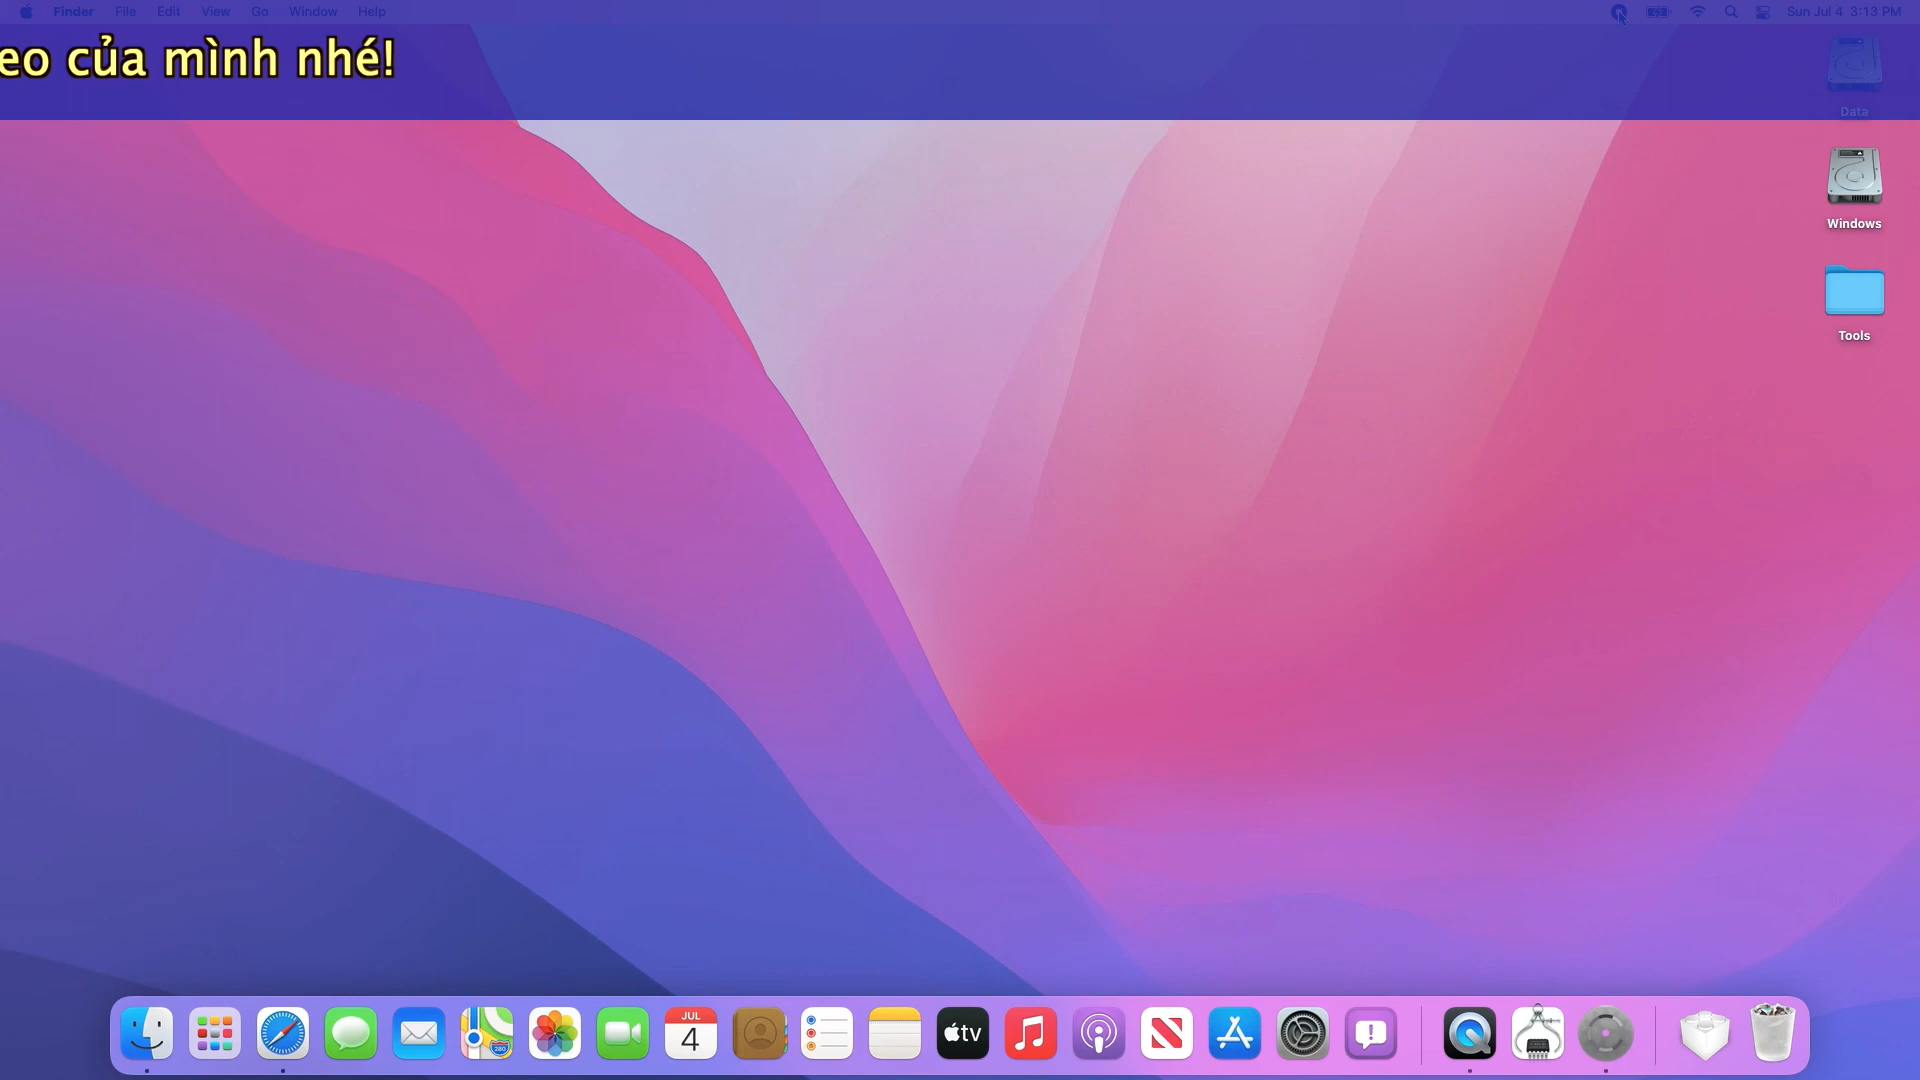 Finder File Edit View Go Window Help Sun Jul 4 3:13 PM
eo của mình nhé!
Data
Windows
Tools
JUL
4
280
tv